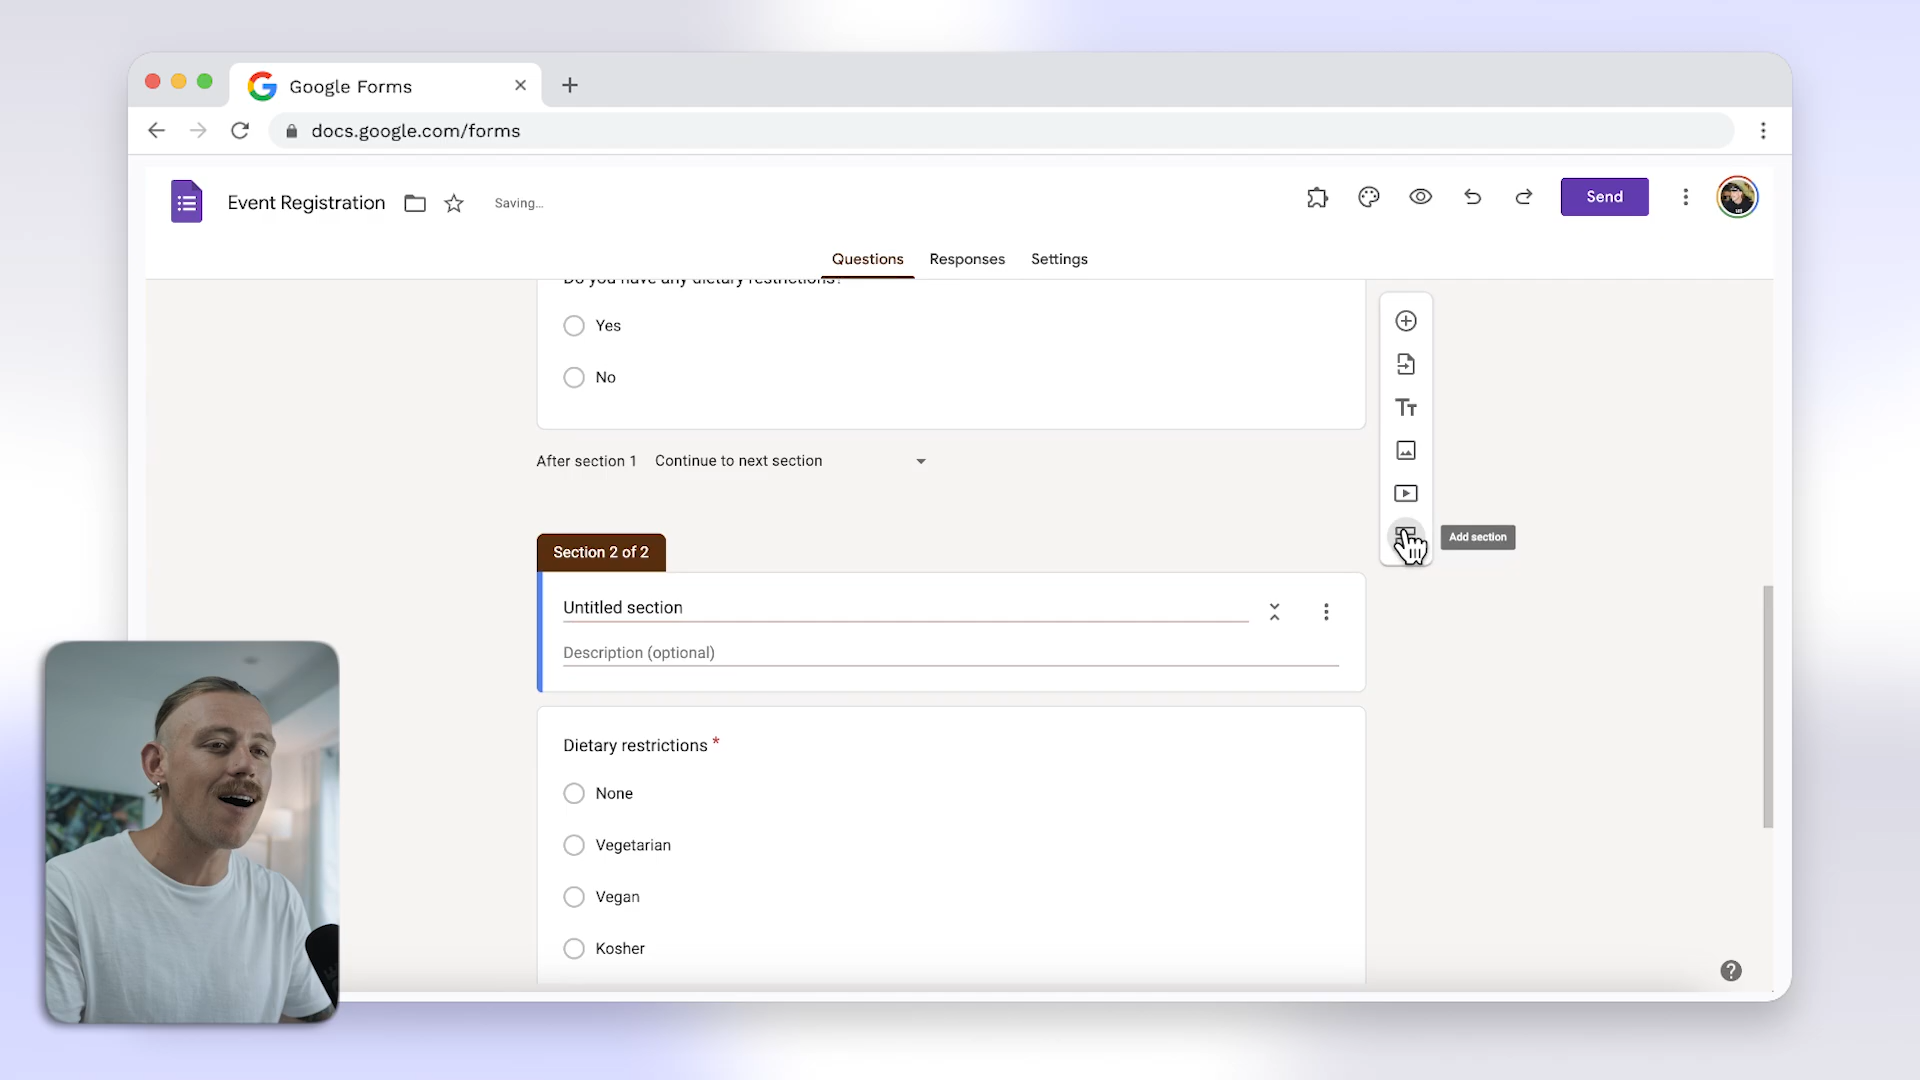 Google Forms
docs.google.com/forms
Event Registration
Saving...
Send
Questions
Responses
Settings
Do you have any dietary restrictions?
Yes
No
After section 1
Continue to next section
Add section
Section 2 of 2
Untitled section
Description (optional)
Dietary restrictions *
None
Vegetarian
Vegan
Kosher